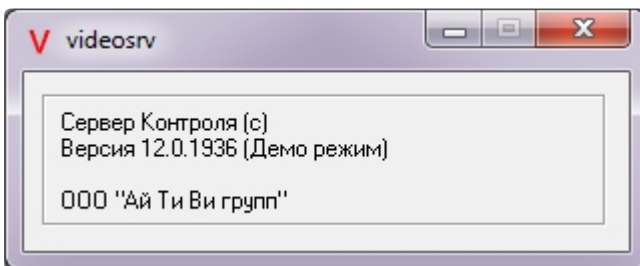 V videosrv
Сервер Контроля (c)
Версия 12.0.1936 (Демо режим)
ООО "Ай Ти Ви групп"